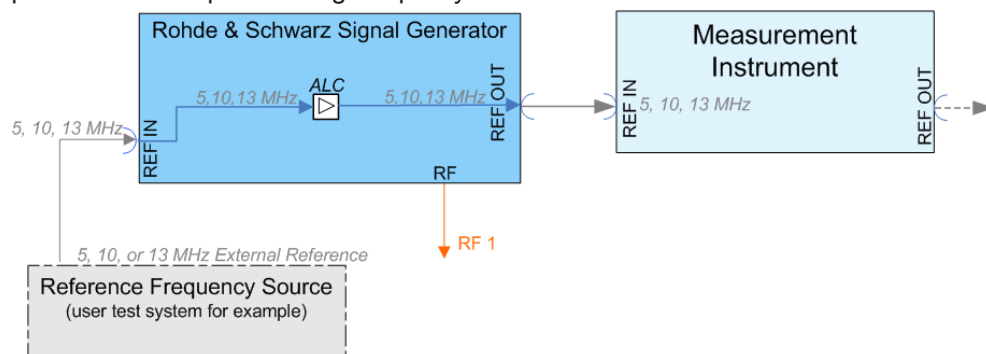 Rohde & Schwarz Signal Generator
ALC
5,10,13 MHz
5,10,13 MHz
REF OUT
5, 10, 13 MHz
REF IN
RF
RF 1
Measurement
Instrument
REF IN
5, 10, 13 MHz
REF OUT
5, 10, or 13 MHz External Reference
Reference Frequency Source
(user test system for example)